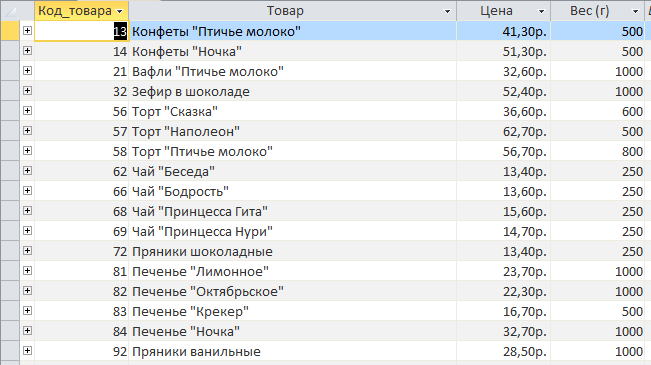 Код_товара Товар Цена Вес (г)
13 Конфеты "Птичье молоко" 41,30р. 500
14 Конфеты "Ночка" 51,30р. 500
21 Вафли "Птичье молоко" 32,60р. 1000
32 Зефир в шоколаде 52,40р. 1000
56 Торт "Сказка" 36,60р. 600
57 Торт "Наполеон" 62,70р. 500
58 Торт "Птичье молоко" 56,70р. 800
62 Чай "Беседа" 13,40р. 250
66 Чай "Бодрость" 13,60р. 250
68 Чай "Принцесса Гита" 15,60р. 250
69 Чай "Принцесса Нури" 14,70р. 250
72 Пряники шоколадные 13,40р. 250
81 Печенье "Лимонное" 23,70р. 1000
82 Печенье "Октябрьское" 22,30р. 1000
83 Печенье "Крекер" 16,70р. 500
84 Печенье "Ночка" 32,70р. 1000
92 Пряники ванильные 28,50р. 1000